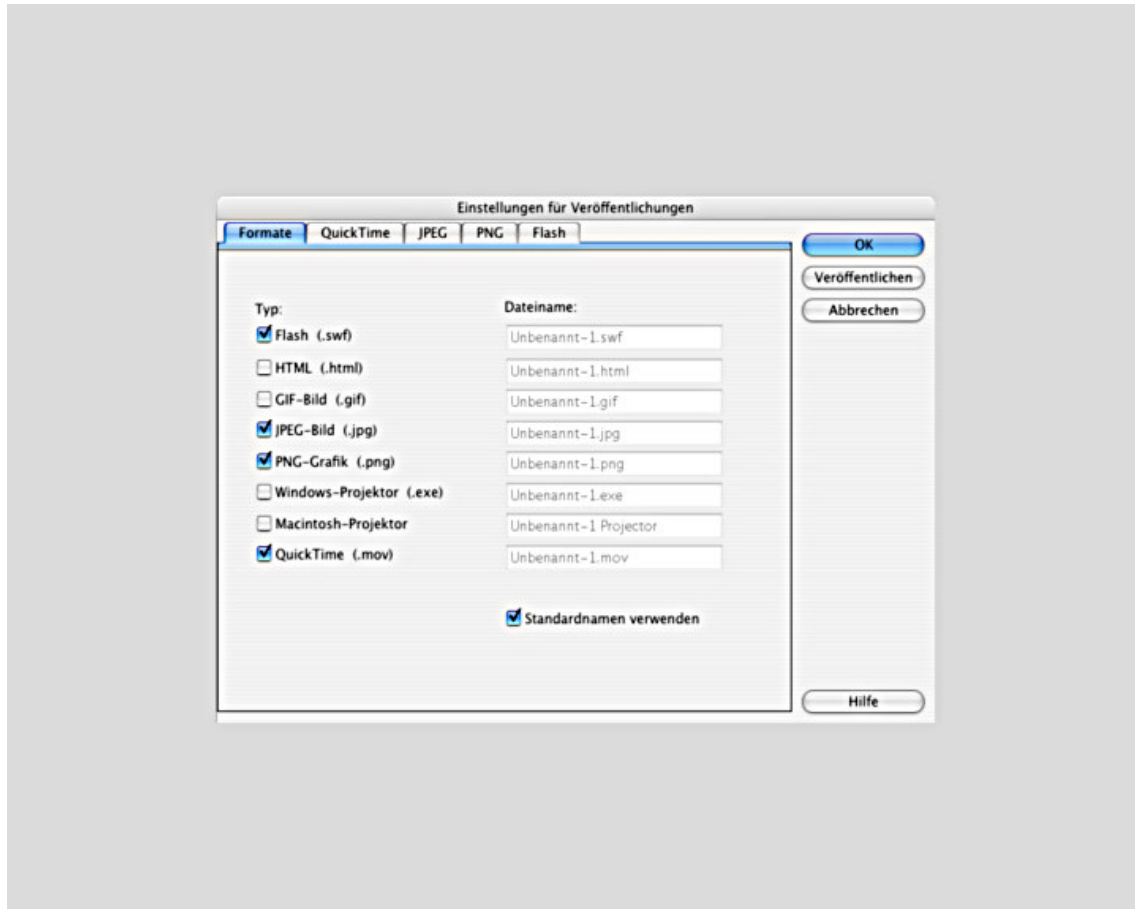 Einstellungen für Veröffentlichungen
Formate QuickTime JPEG PNG Flash
OK
Veröffentlichen
Abbrechen
Typ: Dateiname:
Flash (.swf) Unbenannt-1.swf
HTML (.html) Unbenannt-1.html
GIF-Bild (.gif) Unbenannt-1.gif
JPEG-Bild (.jpg) Unbenannt-1.jpg
PNG-Grafik (.png) Unbenannt-1.png
Windows-Projektor (.exe) Unbenannt-1.exe
Macintosh-Projektor Unbenannt-1 Projector
QuickTime (.mov) Unbenannt-1.mov
Standardnamen verwenden
Hilfe